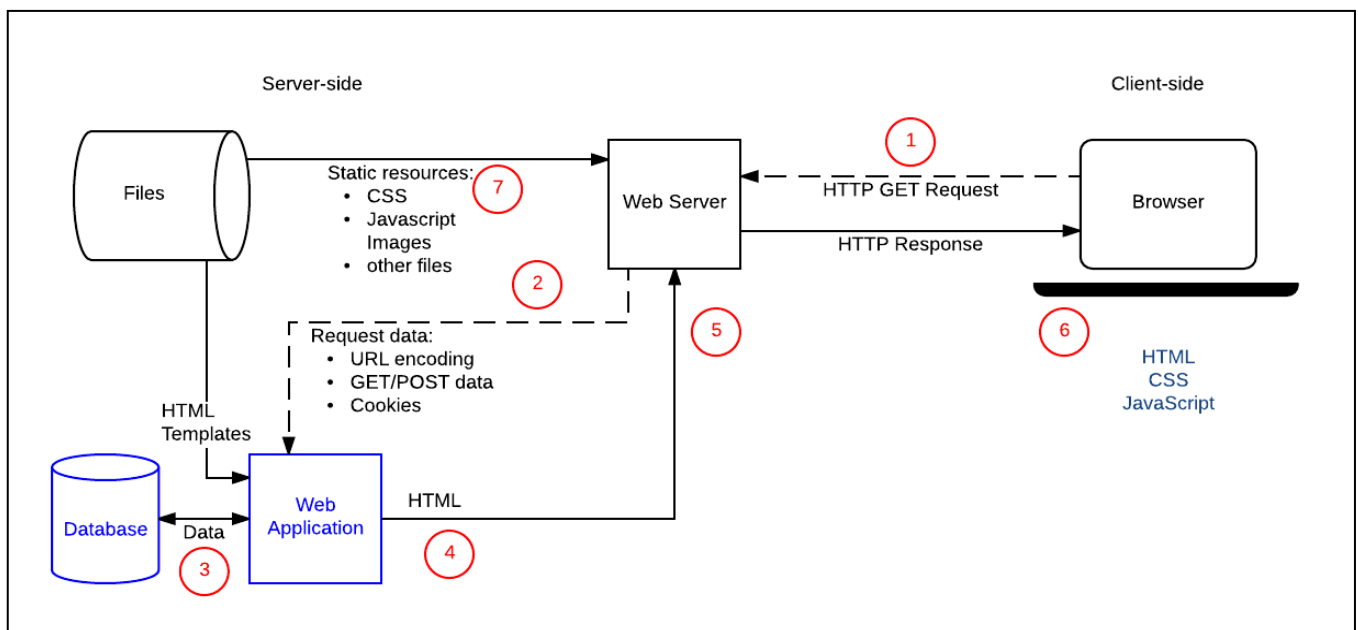 Server-side
Client-side
1
Files
Static resources:
7
• CSS
• Javascript
Images
• other files
Web Server
HTTP GET Request
HTTP Response
Browser
2
5
6
Request data:
• URL encoding
• GET/POST data
• Cookies
HTML
CSS
JavaScript
HTML
Templates
Database
Data
3
Web
Application
HTML
4